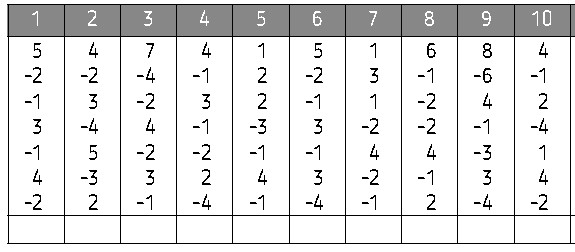 1 2 3 4 5 6 7 8 9 10
5 4 7 4 1 5 1 6 8 4
-2 -2 -4 -1 2 -2 3 -1 -6 -1
-1 3 -2 3 2 -1 1 -2 4 2
3 -4 4 -1 -3 3 -2 -2 -1 -4
-1 5 -2 -2 -1 -1 4 4 -3 1
4 -3 3 2 4 3 -2 -1 3 4
-2 2 -1 -4 -1 -4 -1 2 -4 -2